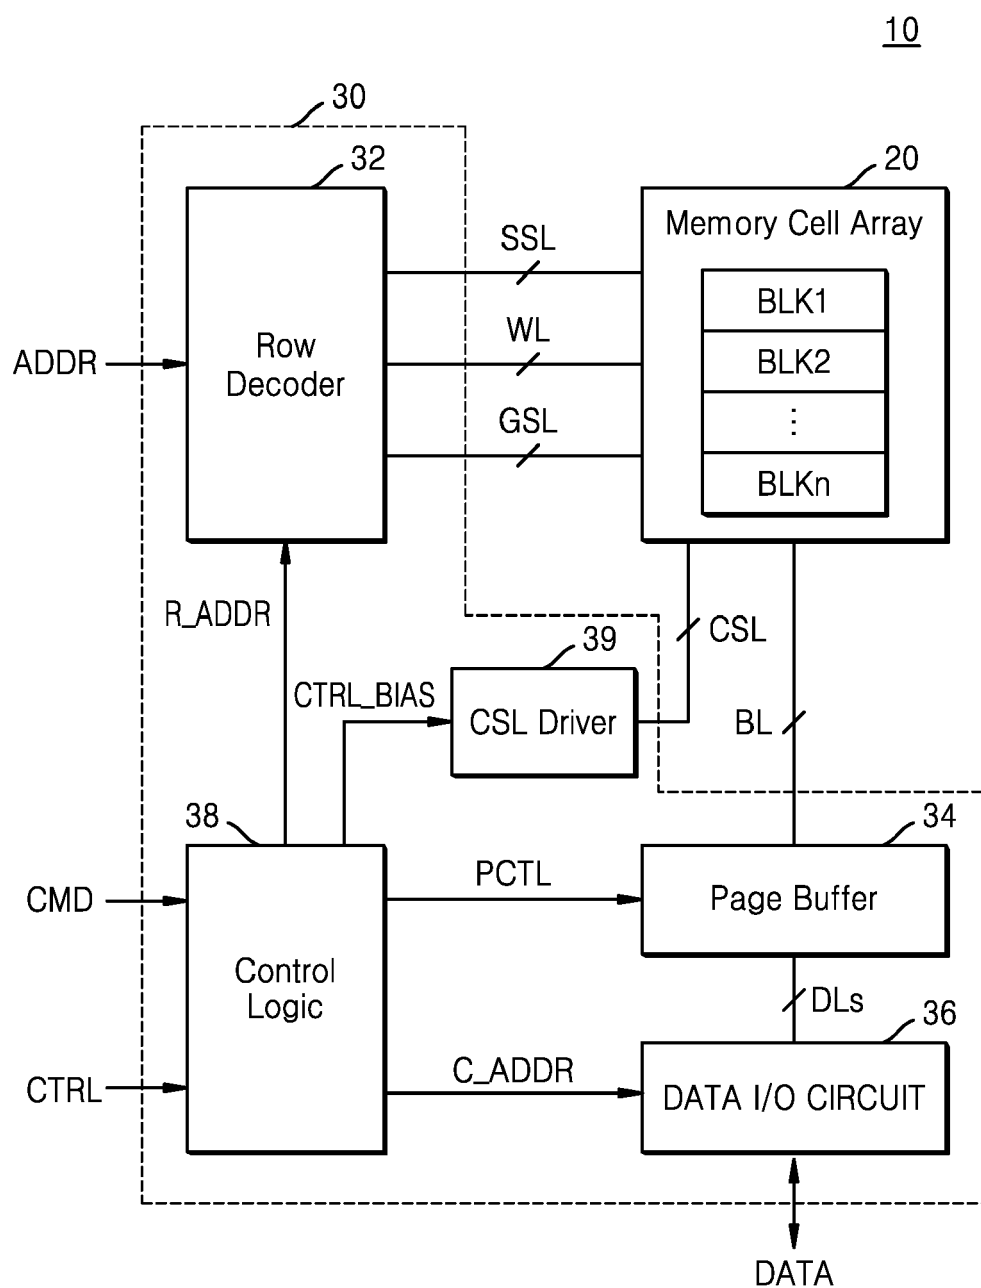 10
30
32
20
Memory Cell Array
SSL
BLK1
WL
Row
Decoder
ADDR
BLK2
GSL
⋮
BLKn
R_ADDR
CSL
39
CTRL_BIAS
CSL Driver
BL
38
34
CMD
PCTL
Page Buffer
Control
Logic
DLs
36
CTRL
C_ADDR
DATA I/O CIRCUIT
DATA